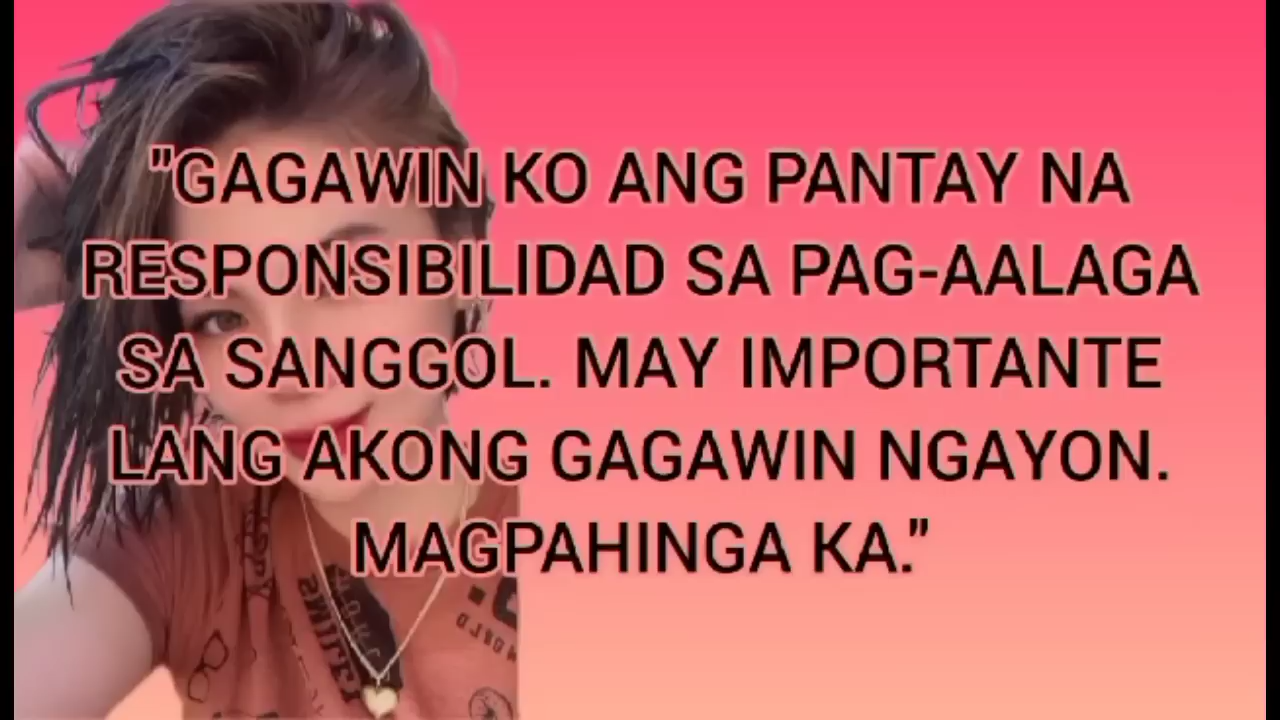 "GAGAWIN KO ANG PANTAY NA
RESPONSIBILIDAD SA PAG-AALAGA
SA SANGGOL. MAY IMPORTANTE
LANG AKONG GAGAWIN NGAYON.
MAGPAHINGA KA."